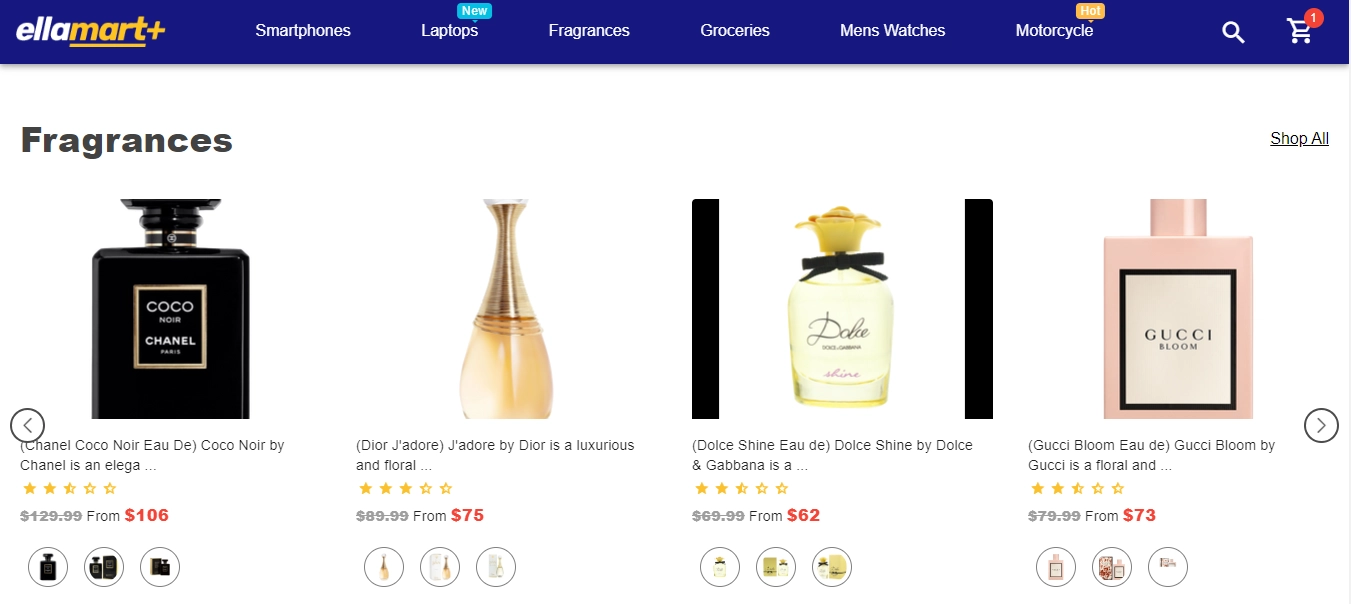 New
Hot
1
ellamart+
Smartphones
Laptops
Fragrances
Groceries
Mens Watches
Motorcycle
Fragrances
Shop All
COCO
NOIR
CHANEL
PARIS
Dolce
DOLCE&GABBANA
shine
GUCCI
BLOOM
(Chanel Coco Noir Eau De) Coco Noir by
Chanel is an elega ...
$129.99 From $106
(Dior J'adore) J'adore by Dior is a luxurious
and floral ...
$89.99 From $75
(Dolce Shine Eau de) Dolce Shine by Dolce
& Gabbana is a ...
$69.99 From $62
(Gucci Bloom Eau de) Gucci Bloom by
Gucci is a floral and ...
$79.99 From $73